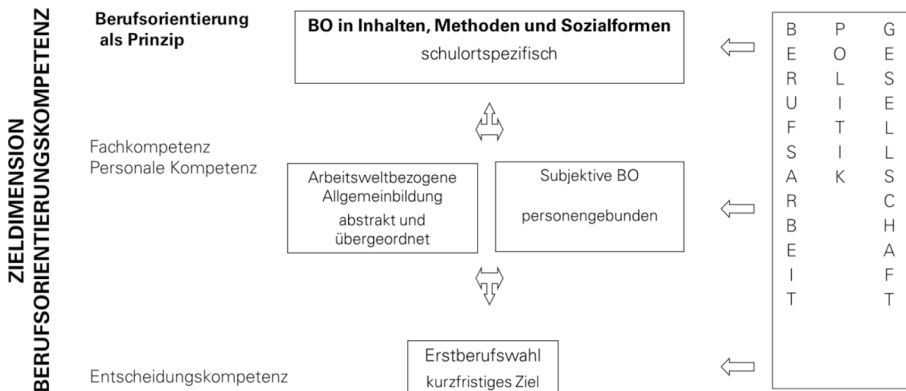 ZIELDIMENSION
BERUFSORIENTIERUNGSKOMPETENZ
Berufsorientierung
als Prinzip
BO in Inhalten, Methoden und Sozialformen
schulortspezifisch
Fachkompetenz
Personale Kompetenz
Arbeitsweltbezogene
Allgemeinbildung
abstrakt und
übergeordnet
Subjektive BO
personengebunden
Entscheidungskompetenz
Erstberufswahl
kurzfristiges Ziel
BERUFSARBEIT
POLITIK
GESELLSCHAFT